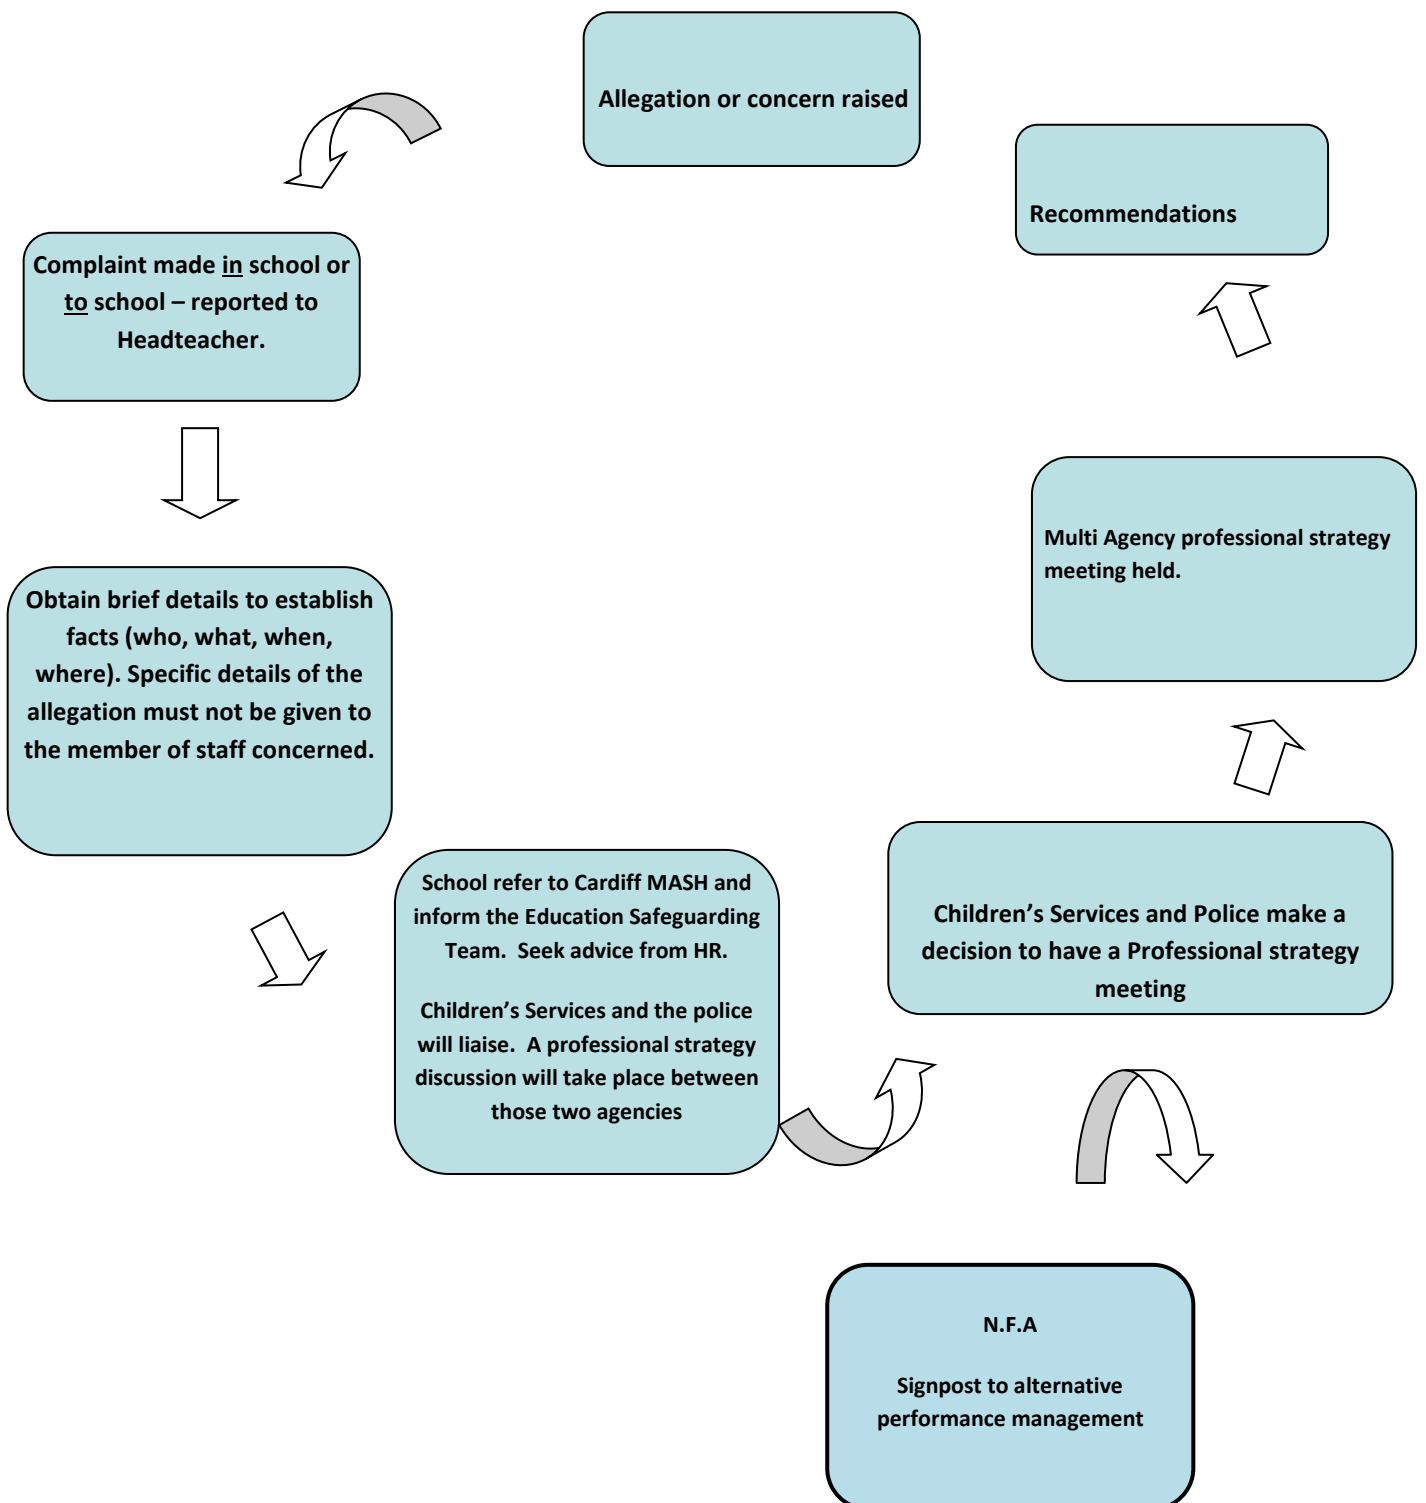 Allegation or concern raised
Complaint made in school or
to school – reported to
Headteacher.
Obtain brief details to establish
facts (who, what, when,
where). Specific details of the
allegation must not be given to
the member of staff concerned.
School refer to Cardiff MASH and
inform the Education Safeguarding
Team.  Seek advice from HR.
Children’s Services and the police
will liaise.  A professional strategy
discussion will take place between
those two agencies
Children’s Services and Police make a
decision to have a Professional strategy
meeting
N.F.A
Signpost to alternative
performance management
Multi Agency professional strategy
meeting held.
Recommendations